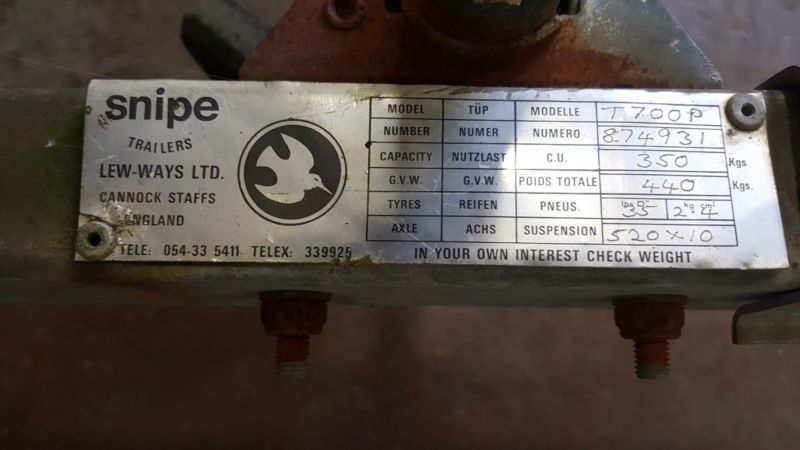 snipe
TRAILERS
LEW-WAYS LTD.
CANNOCK STAFFS
ENGLAND
TELE: 054-33 5411 TELEX: 339925
MODEL TÜP MODELLE T700P
NUMBER NUMER NUMERO 874931
CAPACITY NUTZLAST C.U. 350 Kgs
G.V.W. G.V.W. POIDS TOTALE 440 Kgs.
TYRES REIFEN PNEUS. 35 2.4
AXLE ACHS SUSPENSION 520x10
IN YOUR OWN INTEREST CHECK WEIGHT